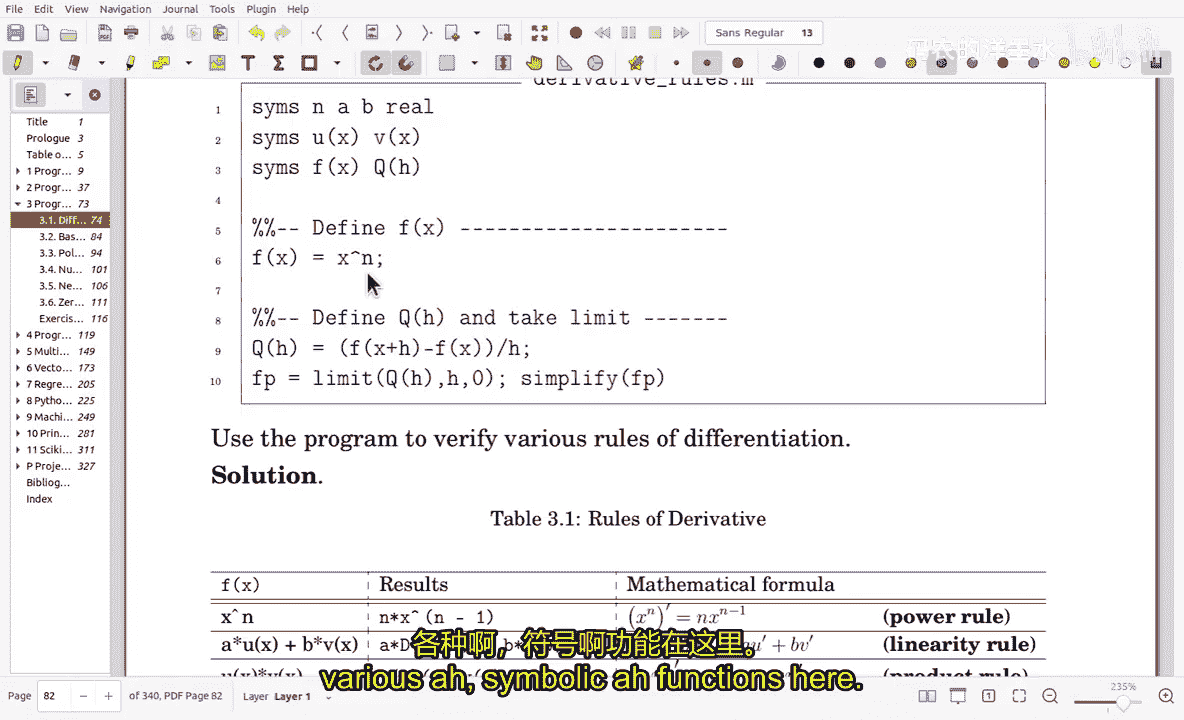 File Edit View Navigation Journal Tools Plugin Help
Sans Regular 13
Title 1
Prologue 3
Table o... 5
1 Progr... 9
2 Progr... 37
3 Progr... 73
3.1. Diff... 74
3.2. Bas... 84
3.3. Pol... 94
3.4. Nu... 101
3.5. Ne... 106
3.6. Zer... 111
Exercis... 116
4 Progr... 119
5 Multi... 149
6 Vecto... 173
7 Regre... 205
8 Pytho... 225
9 Machi... 249
10 Prin... 281
11 Sciki... 311
P Proje... 327
Bibliog...
Index
derivative_rules.m
1 syms n a b real
2 syms u(x) v(x)
3 syms f(x) Q(h)
4
5 %%-- Define f(x) ----------------------
6 f(x) = x^n;
7
8 %%-- Define Q(h) and take limit -------
9 Q(h) = (f(x+h)-f(x))/h;
10 fp = limit(Q(h),h,0); simplify(fp)
Use the program to verify various rules of differentiation.
Solution.
Table 3.1: Rules of Derivative
f(x) Results Mathematical formula
x^n n*x^(n - 1) (xⁿ)′ = nxⁿ⁻¹ (power rule)
a*u(x) + b*v(x) (linearity rule)
各种啊，符号啊功能在这里。
various ah, symbolic ah functions here.
Page 82 of 340, PDF Page 82 Layer Layer 1 235%